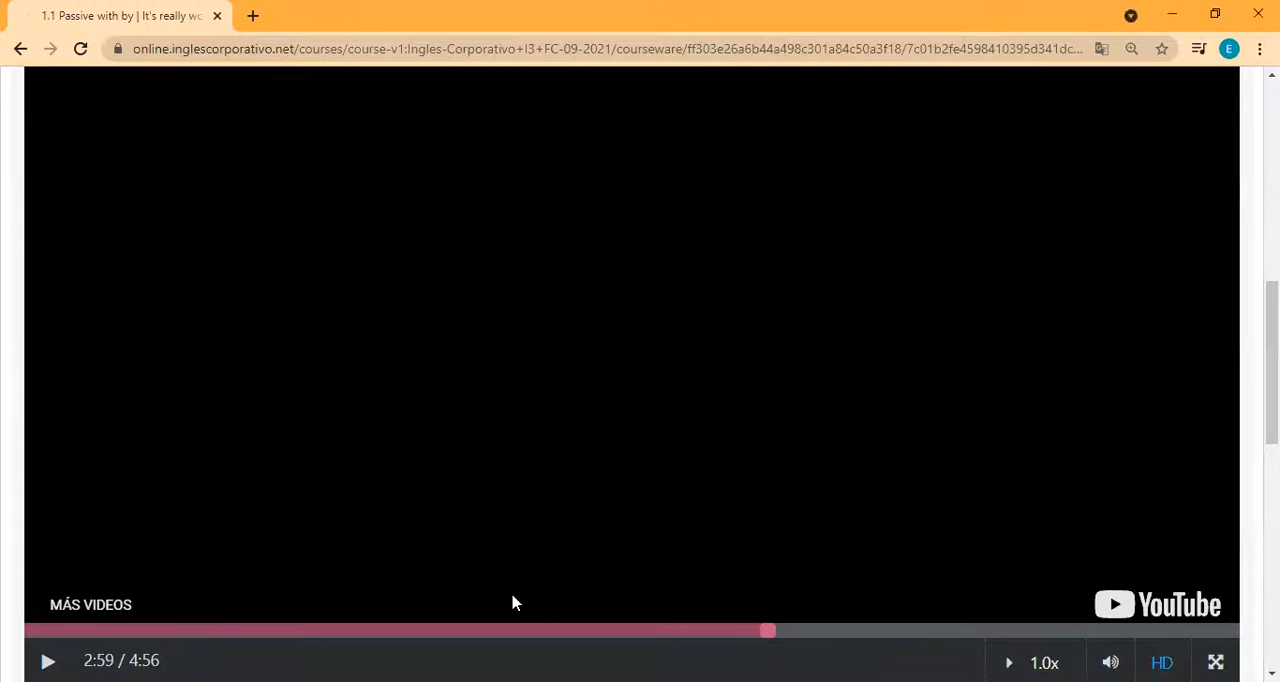 1.1 Passive with by | It's really wo
online.inglescorporativo.net/courses/course-v1:Ingles-Corporativo+I3+FC-09-2021/courseware/ff303e26a6b44a498c301a84c50a3f18/7c01b2fe4598410395d341dc...
E
MÁS VIDEOS
YouTube
2:59 / 4:56
1.0x
HD